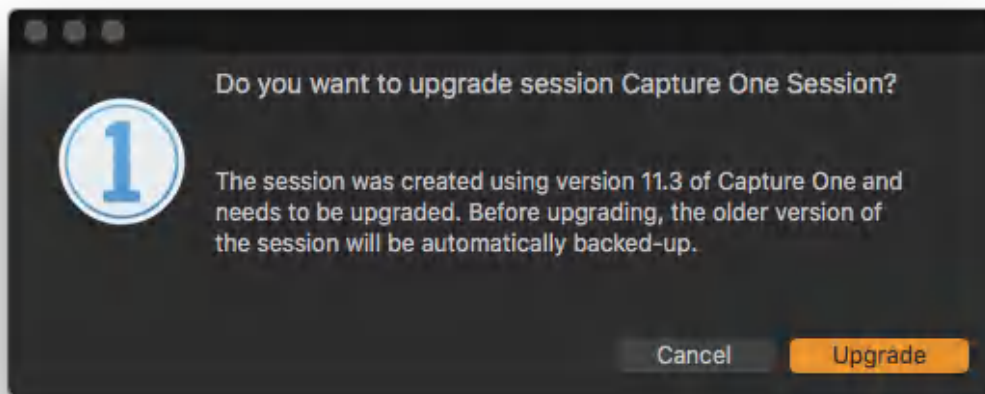 Do you want to upgrade session Capture One Session?
1
The session was created using version 11.3 of Capture One and
needs to be upgraded. Before upgrading, the older version of
the session will be automatically backed-up.
Cancel
Upgrade